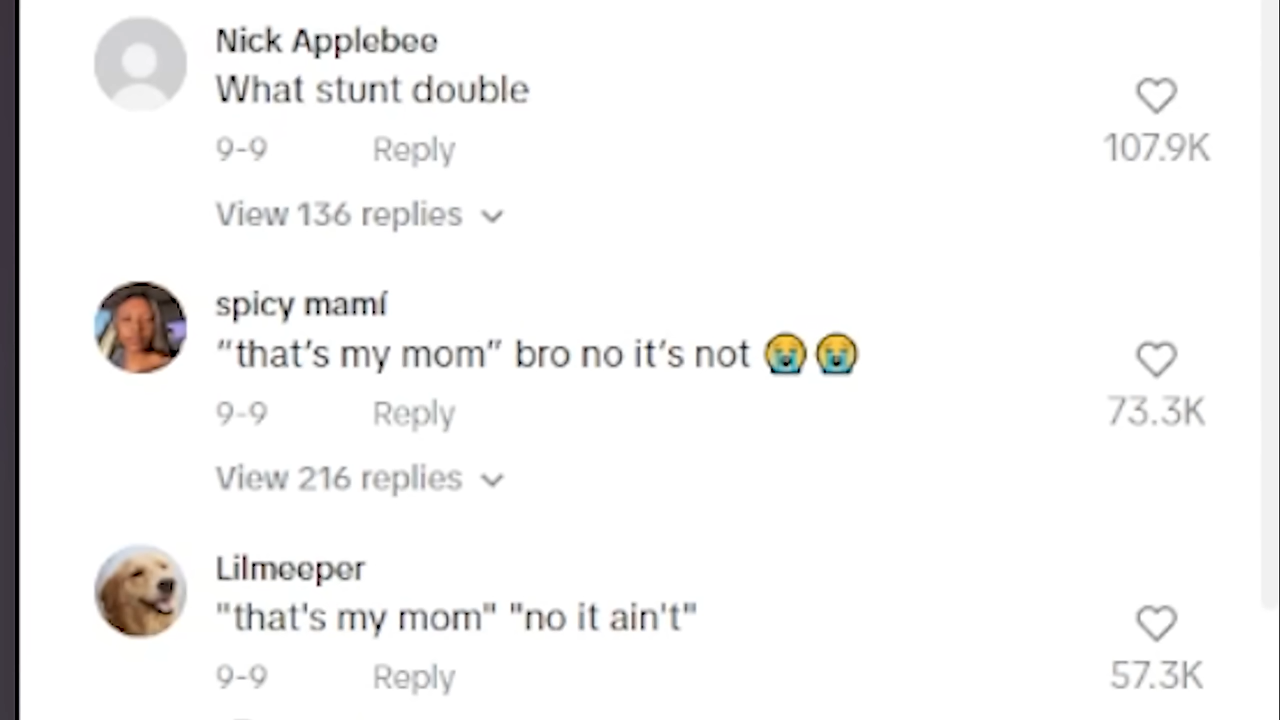 Nick Applebee
What stunt double
107.9K
9-9 Reply
View 136 replies
spicy mamí
“that’s my mom” bro no it’s not 😭😭
73.3K
9-9 Reply
View 216 replies
Lilmeeper
"that's my mom" "no it ain't"
57.3K
9-9 Reply